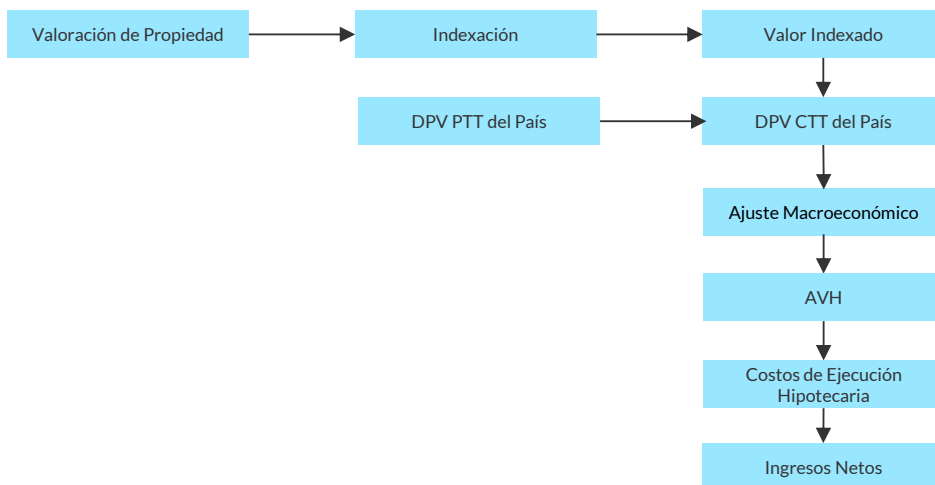 Valoración de Propiedad
Indexación
Valor Indexado
DPV PTT del País
DPV CTT del País
Ajuste Macroeconómico
AVH
Costos de Ejecución
Hipotecaria
Ingresos Netos